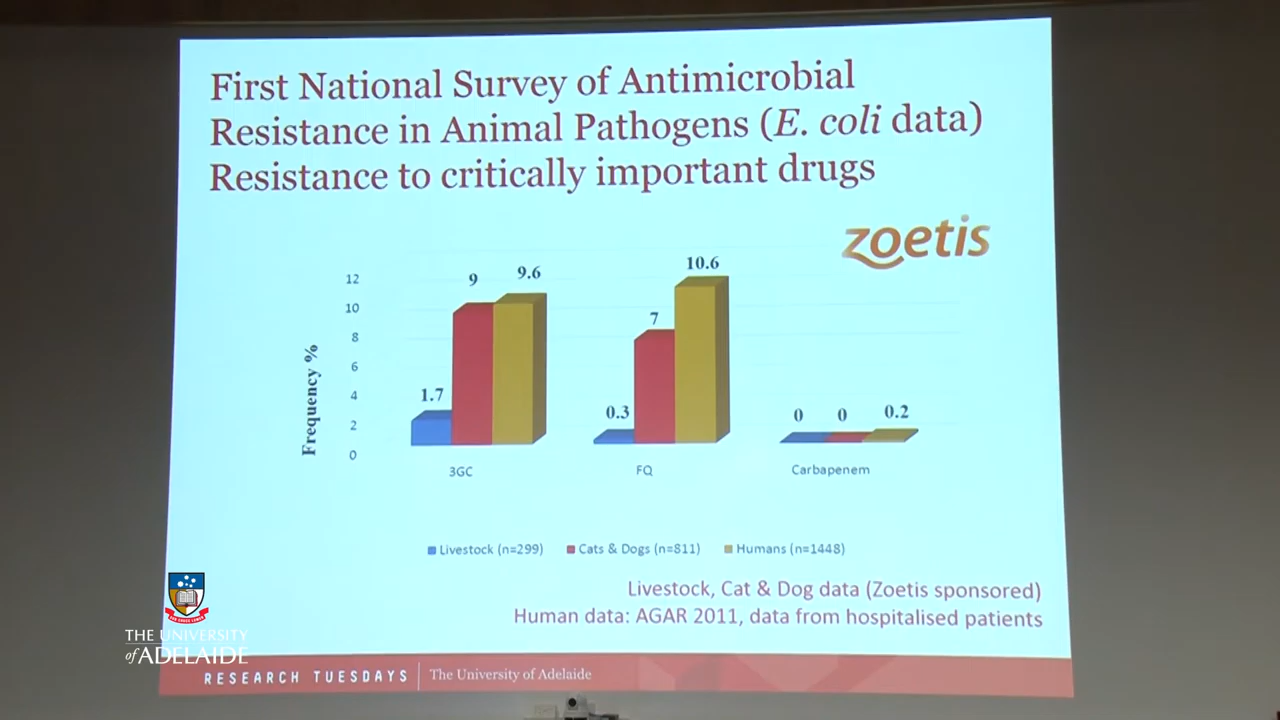 First National Survey of Antimicrobial
Resistance in Animal Pathogens (E. coli data)
Resistance to critically important drugs
zoetis
Frequency %
12
10
8
6
4
2
0
1.7
9
9.6
0.3
7
10.6
0
0
0.2
3GC
FQ
Carbapenem
Livestock (n=299)
Cats & Dogs (n=811)
Humans (n=1448)
Livestock, Cat & Dog data (Zoetis sponsored)
Human data: AGAR 2011, data from hospitalised patients
THE UNIVERSITY
of ADELAIDE
RESEARCH TUESDAYS
The University of Adelaide